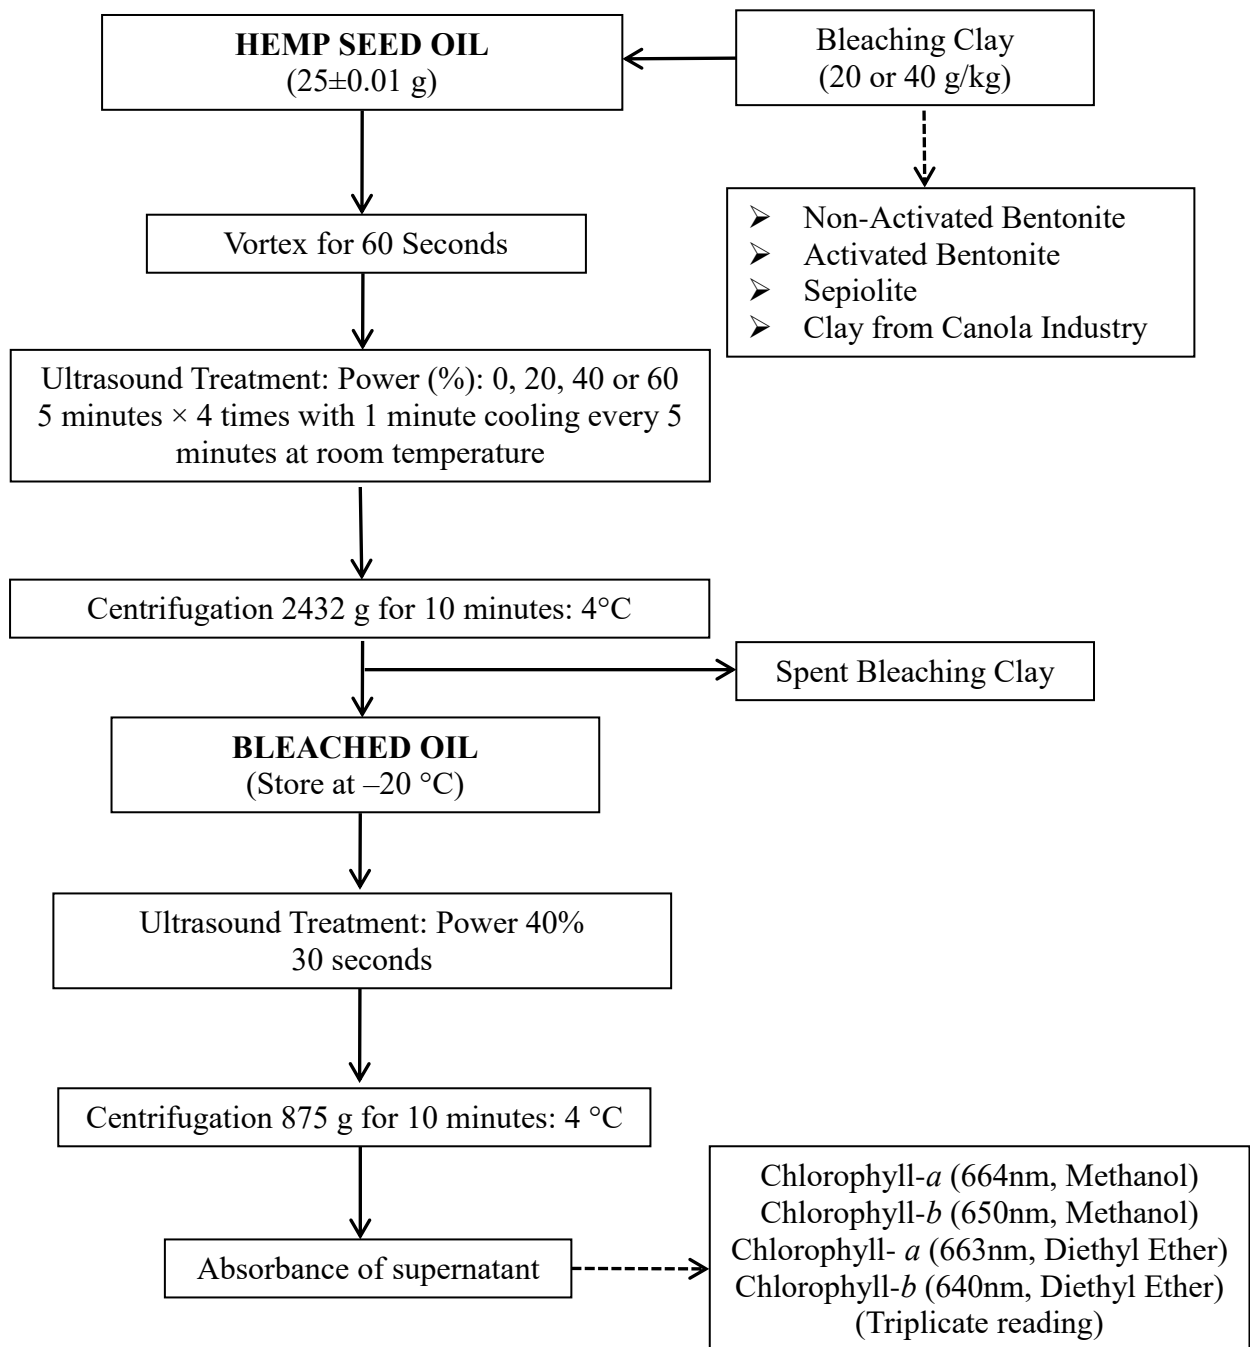 HEMP SEED OIL
(25±0.01 g)
Bleaching Clay
(20 or 40 g/kg)
Vortex for 60 Seconds
➢ Non-Activated Bentonite
➢ Activated Bentonite
➢ Sepiolite
➢ Clay from Canola Industry
Ultrasound Treatment: Power (%): 0, 20, 40 or 60
5 minutes × 4 times with 1 minute cooling every 5
minutes at room temperature
Centrifugation 2432 g for 10 minutes: 4°C
Spent Bleaching Clay
BLEACHED OIL
(Store at –20 °C)
Ultrasound Treatment: Power 40%
30 seconds
Centrifugation 875 g for 10 minutes: 4 °C
Absorbance of supernatant
Chlorophyll-a (664nm, Methanol)
Chlorophyll-b (650nm, Methanol)
Chlorophyll- a (663nm, Diethyl Ether)
Chlorophyll-b (640nm, Diethyl Ether)
(Triplicate reading)